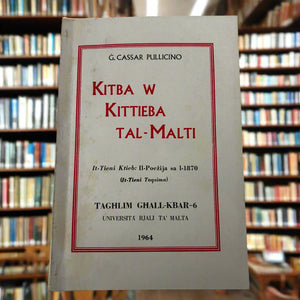 G. CASSAR PULLICINO
KITBA W
KITTIEBA
TAL-MALTI
It-Tieni Ktieb: Il-Poeżija sa l-1870
(It-Tieni Taqsima)
TAGHLIM GHALL-KBAR-6
UNIVERSITÀ RJALI TA' MALTA
1964